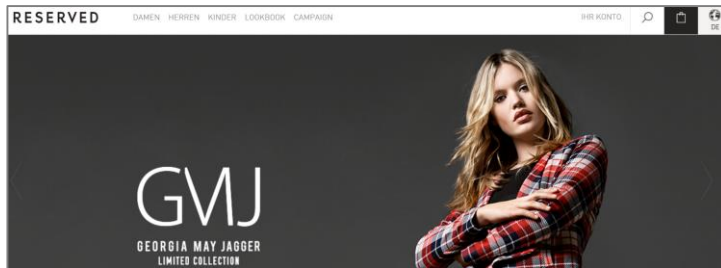 RESERVED DAMEN HERREN KINDER LOOKBOOK CAMPAIGN IHR KONTO DE
GMJ
GEORGIA MAY JAGGER
LIMITED COLLECTION